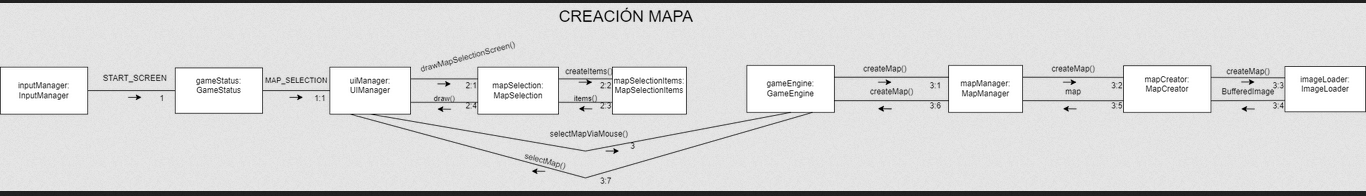 CREACIÓN MAPA
inputManager:
InputManager
START_SCREEN
1
gameStatus:
GameStatus
MAP_SELECTION
1:1
uiManager:
UIManager
drawMapSelectionScreen()
2:1
draw()
2:4
mapSelection:
MapSelection
createItems()
2:2
items()
2:3
mapSelectionItems:
MapSelectionItems
selectMapViaMouse()
3
selectMap()
3:7
gameEngine:
GameEngine
createMap()
3:1
createMap()
3:6
mapManager:
MapManager
createMap()
3:2
map
3:5
mapCreator:
MapCreator
createMap()
3:3
BufferedImage
3:4
imageLoader:
ImageLoader